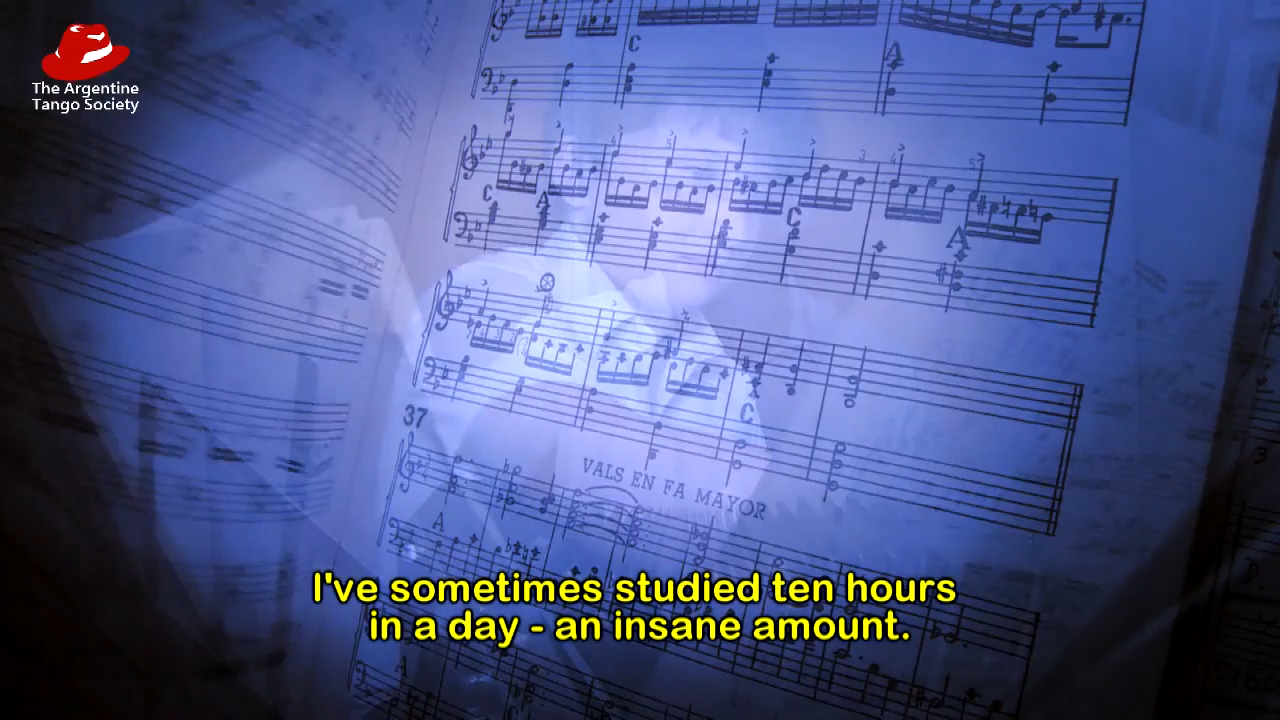 The Argentine
Tango Society
C
A
C
A
C
A
C
37
VALS EN FA MAYOR
A
I've sometimes studied ten hours
in a day - an insane amount.
A